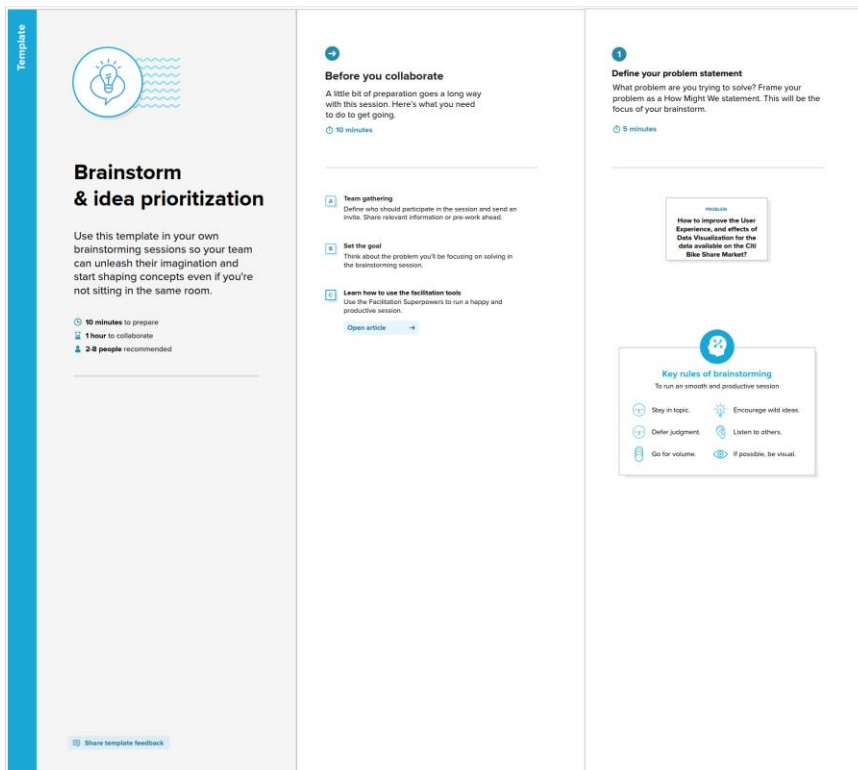 Template
Brainstorm
& idea prioritization
Use this template in your own
brainstorming sessions so your team
can unleash their imagination and
start shaping concepts even if you're
not sitting in the same room.
10 minutes to prepare
1 hour to collaborate
2-8 people recommended
Share template feedback
Before you collaborate
A little bit of preparation goes a long way
with this session. Here's what you need
to do to get going.
10 minutes
A
Team gathering
Define who should participate in the session and send an
invite. Share relevant information or pre-work ahead.
B
Set the goal
Think about the problem you'll be focusing on solving in
the brainstorming session.
C
Learn how to use the facilitation tools
Use the Facilitation Superpowers to run a happy and
productive session.
Open article
1
Define your problem statement
What problem are you trying to solve? Frame your
problem as a How Might We statement. This will be the
focus of your brainstorm.
5 minutes
PROBLEM
How to improve the User
Experience, and effects of
Data Visualization for the
data available on the Citi
Bike Share Market?
Key rules of brainstorming
To run an smooth and productive session
Stay in topic.
Encourage wild ideas.
Defer judgment.
Listen to others.
Go for volume.
If possible, be visual.